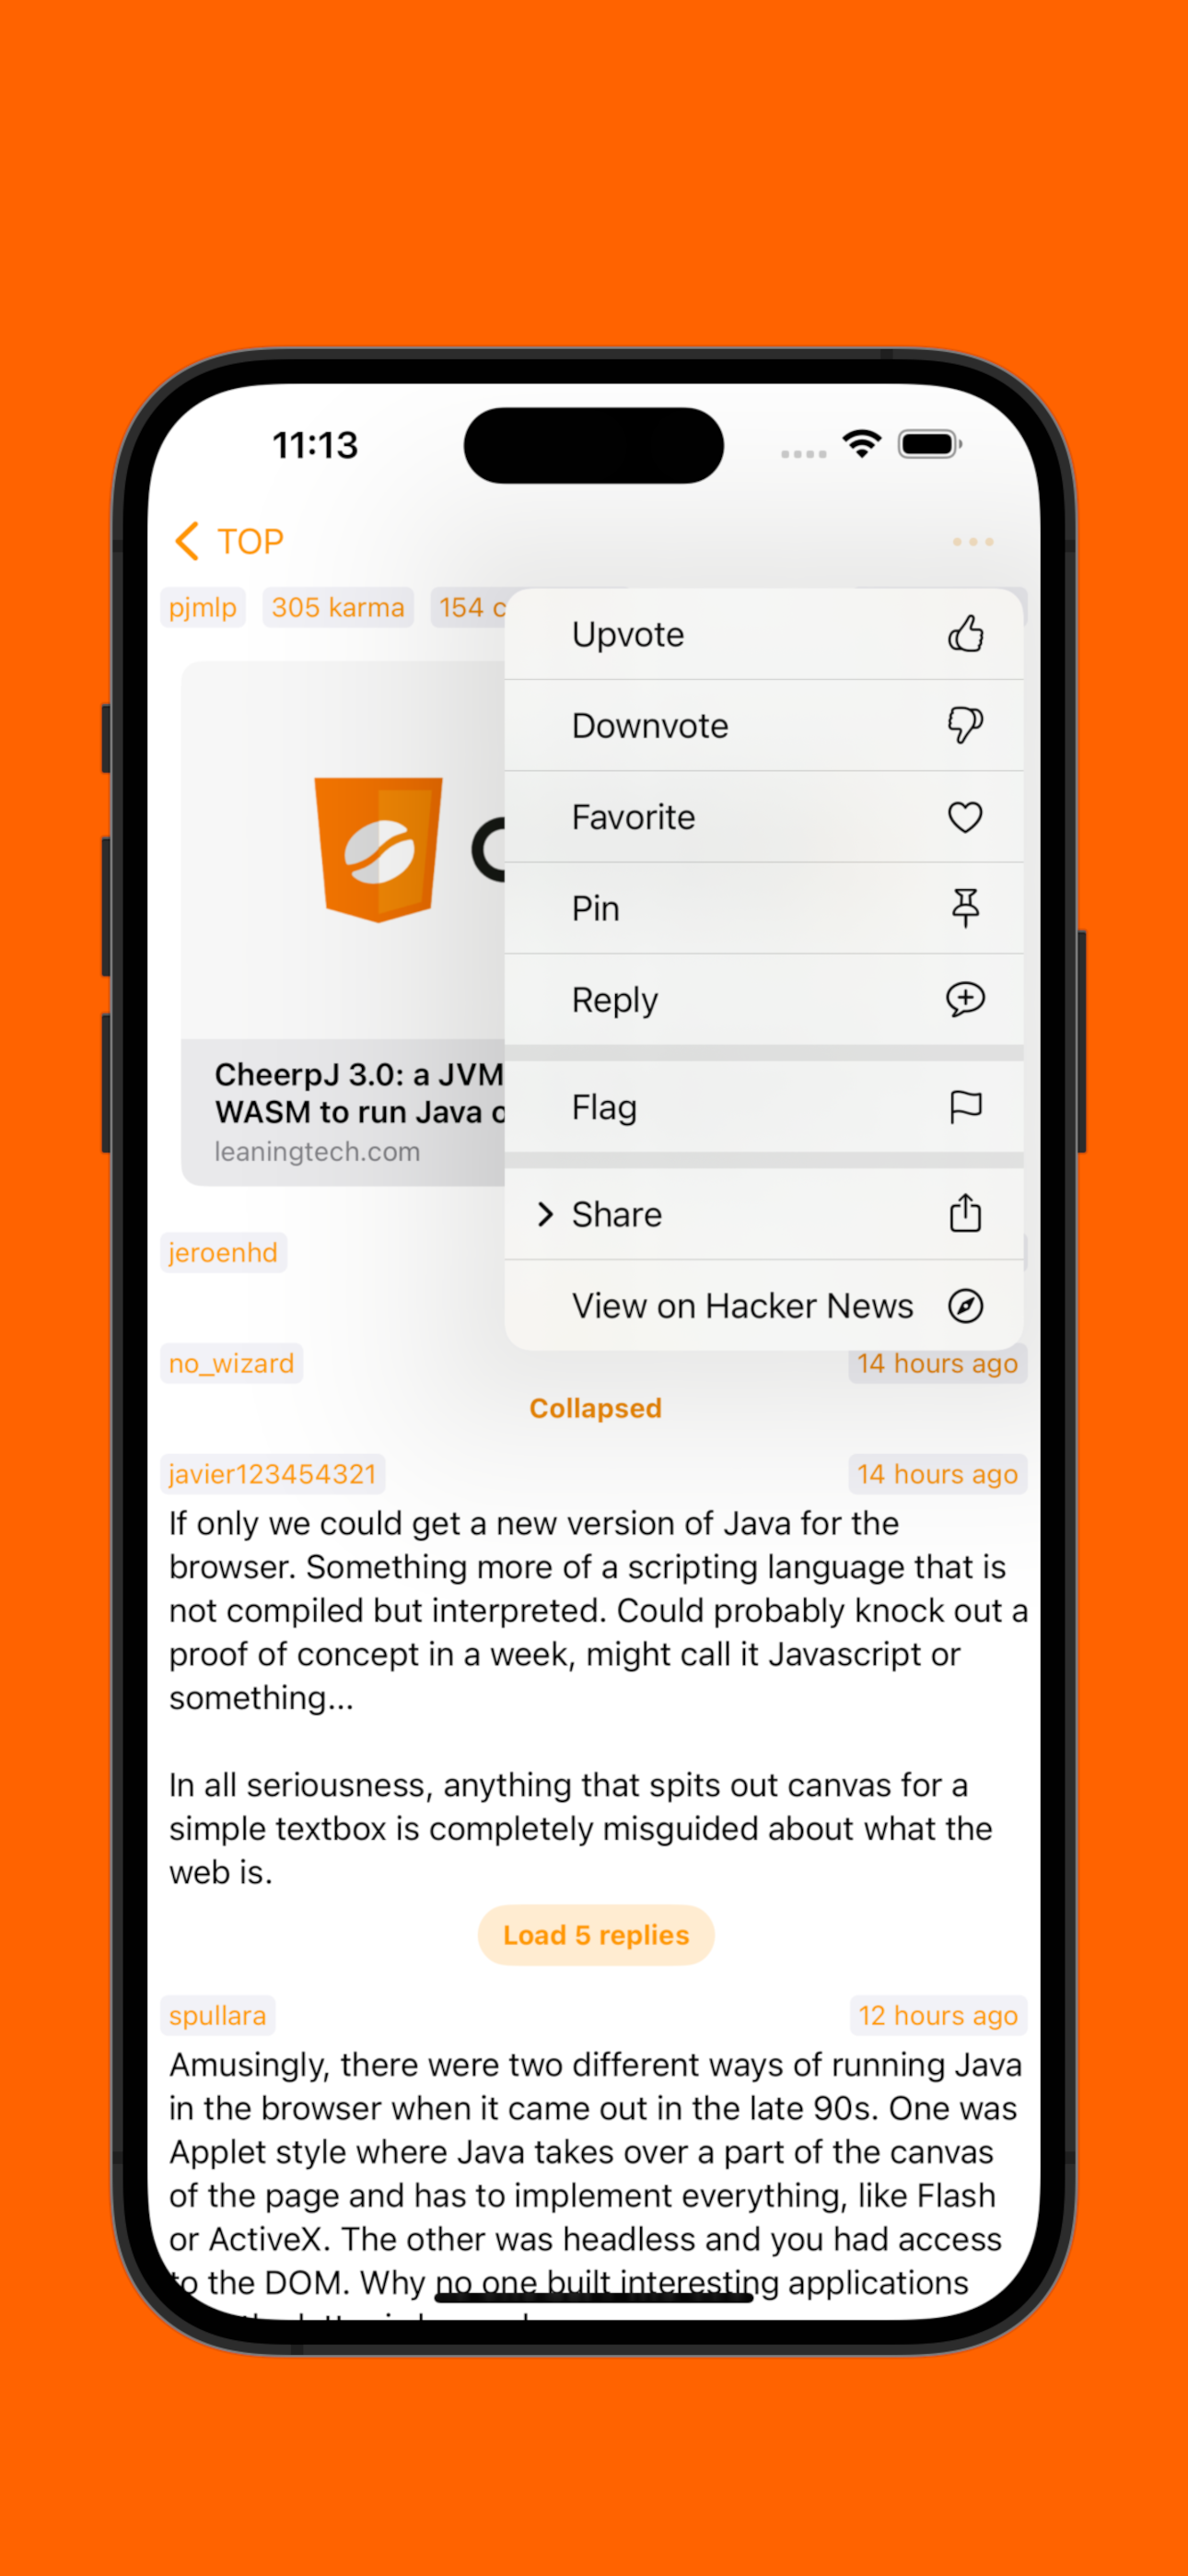 11:13
TOP
pjmlp 305 karma 154
Upvote
Downvote
Favorite
Pin
Reply
Flag
Share
View on Hacker News
CheerpJ 3.0: a JVM
WASM to run Java
leaningtech.com
jeroenhd
no_wizard 14 hours ago
Collapsed
javier123454321 14 hours ago
If only we could get a new version of Java for the
browser. Something more of a scripting language that is
not compiled but interpreted. Could probably knock out a
proof of concept in a week, might call it Javascript or
something...
In all seriousness, anything that spits out canvas for a
simple textbox is completely misguided about what the
web is.
Load 5 replies
spullara 12 hours ago
Amusingly, there were two different ways of running Java
in the browser when it came out in the late 90s. One was
Applet style where Java takes over a part of the canvas
of the page and has to implement everything, like Flash
or ActiveX. The other was headless and you had access
to the DOM. Why no one built interesting applications